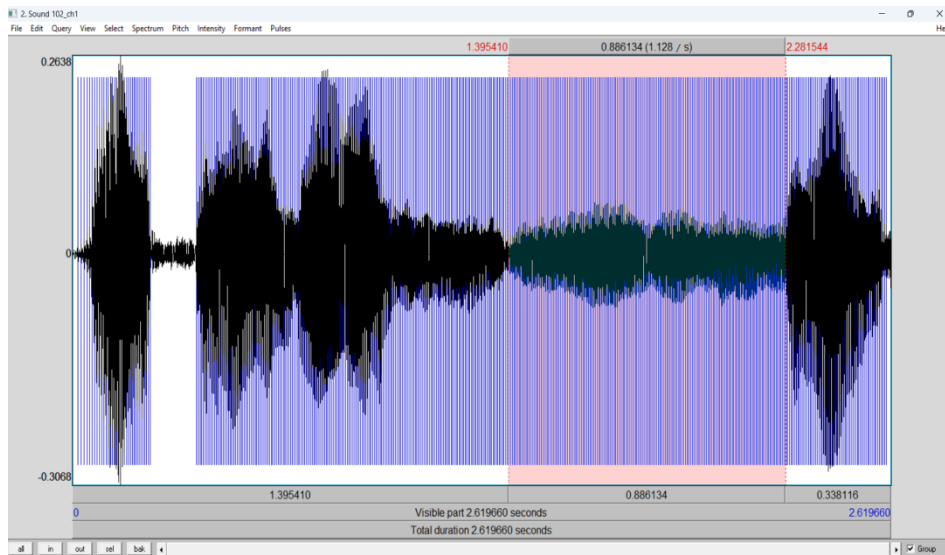 2. Sound 102_ch1
File Edit Query View Select Spectrum Pitch Intensity Formant Pulses He
1.395410 0.886134 (1.128 / s) 2.281544
0.2638
0
-0.3068
1.395410 0.886134 0.338116
0 Visible part 2.619660 seconds 2.619660
Total duration 2.619660 seconds
all in out sel bak Group